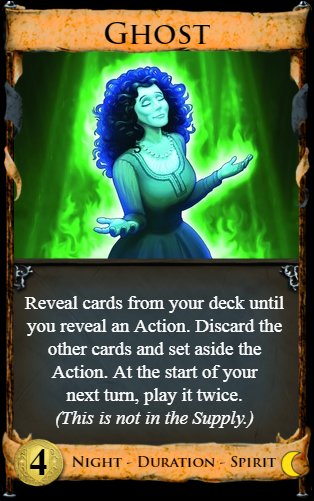 GHOST
Reveal cards from your deck until
you reveal an Action. Discard the
other cards and set aside the
Action. At the start of your
next turn, play it twice.
(This is not in the Supply.)
4 NIGHT - DURATION - SPIRIT